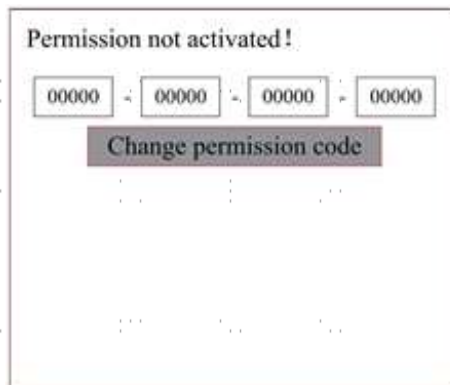 Permission not activated!
00000 - 00000 - 00000 - 00000
Change permission code